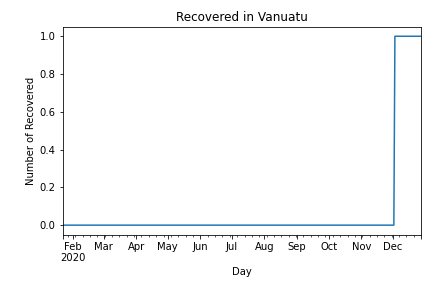 Recovered in Vanuatu
Number of Recovered
1.0
0.8
0.6
0.4
0.2
0.0
Feb Mar Apr May Jun Jul Aug Sep Oct Nov Dec
2020
Day